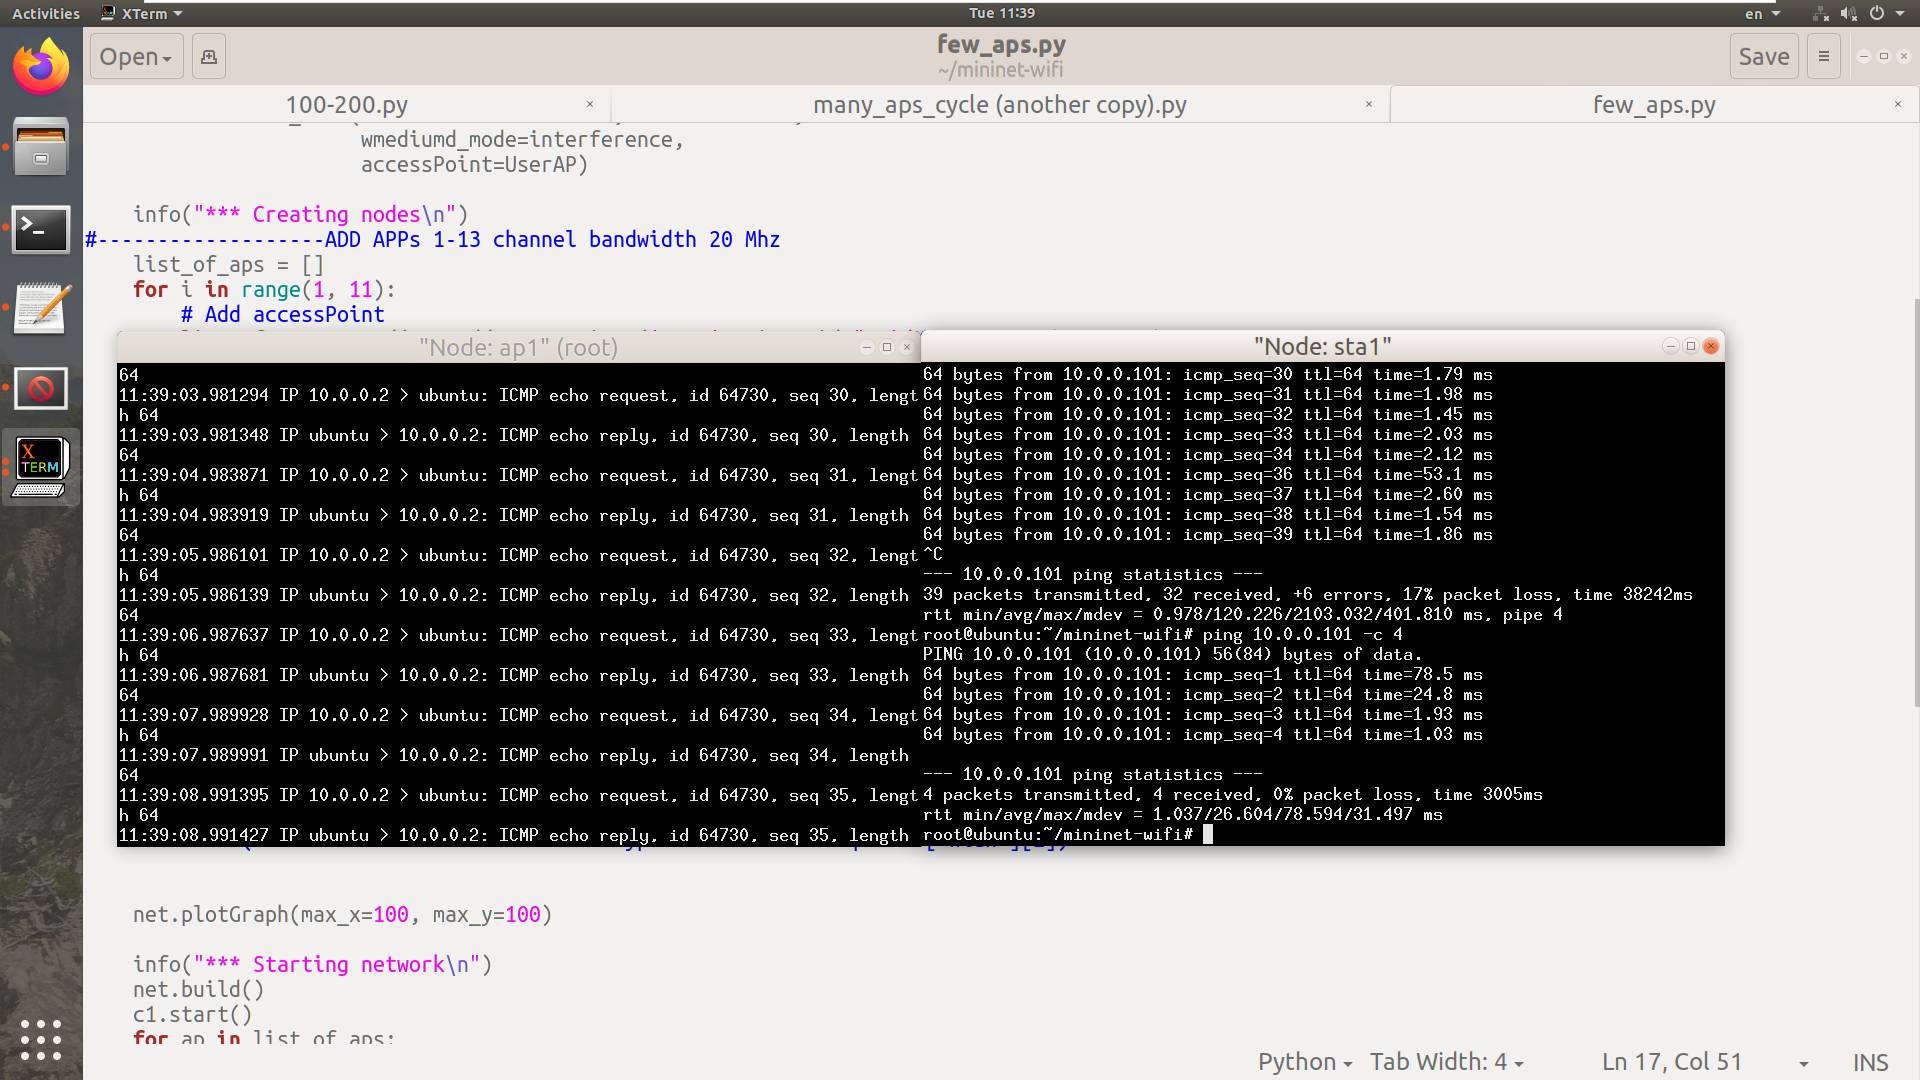 Activities
XTerm
Tue 11:39
en
Open
few_aps.py
~/mininet-wifi
Save
100-200.py
many_aps_cycle (another copy).py
few_aps.py
wmediumd_mode=interference,
accessPoint=UserAP)
info("*** Creating nodes\n")
#-------------------ADD APPs 1-13 channel bandwidth 20 Mhz
list_of_aps = []
for i in range(1, 11):
# Add accessPoint
"Node: ap1" (root)
64
11:39:03.981294 IP 10.0.0.2 > ubuntu: ICMP echo request, id 64730, seq 30, lengt
h 64
11:39:03.981348 IP ubuntu > 10.0.0.2: ICMP echo reply, id 64730, seq 30, length
64
11:39:04.983871 IP 10.0.0.2 > ubuntu: ICMP echo request, id 64730, seq 31, lengt
h 64
11:39:04.983919 IP ubuntu > 10.0.0.2: ICMP echo reply, id 64730, seq 31, length
64
11:39:05.986101 IP 10.0.0.2 > ubuntu: ICMP echo request, id 64730, seq 32, lengt
h 64
11:39:05.986139 IP ubuntu > 10.0.0.2: ICMP echo reply, id 64730, seq 32, length
64
11:39:06.987637 IP 10.0.0.2 > ubuntu: ICMP echo request, id 64730, seq 33, lengt
h 64
11:39:06.987681 IP ubuntu > 10.0.0.2: ICMP echo reply, id 64730, seq 33, length
64
11:39:07.989928 IP 10.0.0.2 > ubuntu: ICMP echo request, id 64730, seq 34, lengt
h 64
11:39:07.989991 IP ubuntu > 10.0.0.2: ICMP echo reply, id 64730, seq 34, length
64
11:39:08.991395 IP 10.0.0.2 > ubuntu: ICMP echo request, id 64730, seq 35, lengt
h 64
11:39:08.991427 IP ubuntu > 10.0.0.2: ICMP echo reply, id 64730, seq 35, length
"Node: sta1"
64 bytes from 10.0.0.101: icmp_seq=30 ttl=64 time=1.79 ms
64 bytes from 10.0.0.101: icmp_seq=31 ttl=64 time=1.98 ms
64 bytes from 10.0.0.101: icmp_seq=32 ttl=64 time=1.45 ms
64 bytes from 10.0.0.101: icmp_seq=33 ttl=64 time=2.03 ms
64 bytes from 10.0.0.101: icmp_seq=34 ttl=64 time=2.12 ms
64 bytes from 10.0.0.101: icmp_seq=36 ttl=64 time=53.1 ms
64 bytes from 10.0.0.101: icmp_seq=37 ttl=64 time=2.60 ms
64 bytes from 10.0.0.101: icmp_seq=38 ttl=64 time=1.54 ms
64 bytes from 10.0.0.101: icmp_seq=39 ttl=64 time=1.86 ms
^C
--- 10.0.0.101 ping statistics ---
39 packets transmitted, 32 received, +6 errors, 17% packet loss, time 38242ms
rtt min/avg/max/mdev = 0.978/120.226/2103.032/401.810 ms, pipe 4
root@ubuntu:~/mininet-wifi# ping 10.0.0.101 -c 4
PING 10.0.0.101 (10.0.0.101) 56(84) bytes of data.
64 bytes from 10.0.0.101: icmp_seq=1 ttl=64 time=78.5 ms
64 bytes from 10.0.0.101: icmp_seq=2 ttl=64 time=24.8 ms
64 bytes from 10.0.0.101: icmp_seq=3 ttl=64 time=1.93 ms
64 bytes from 10.0.0.101: icmp_seq=4 ttl=64 time=1.03 ms
--- 10.0.0.101 ping statistics ---
4 packets transmitted, 4 received, 0% packet loss, time 3005ms
rtt min/avg/max/mdev = 1.037/26.604/78.594/31.497 ms
root@ubuntu:~/mininet-wifi#
net.plotGraph(max_x=100, max_y=100)
info("*** Starting network\n")
net.build()
c1.start()
for ap in list_of_aps:
Python
Tab Width: 4
Ln 17, Col 51
INS
X
TERM